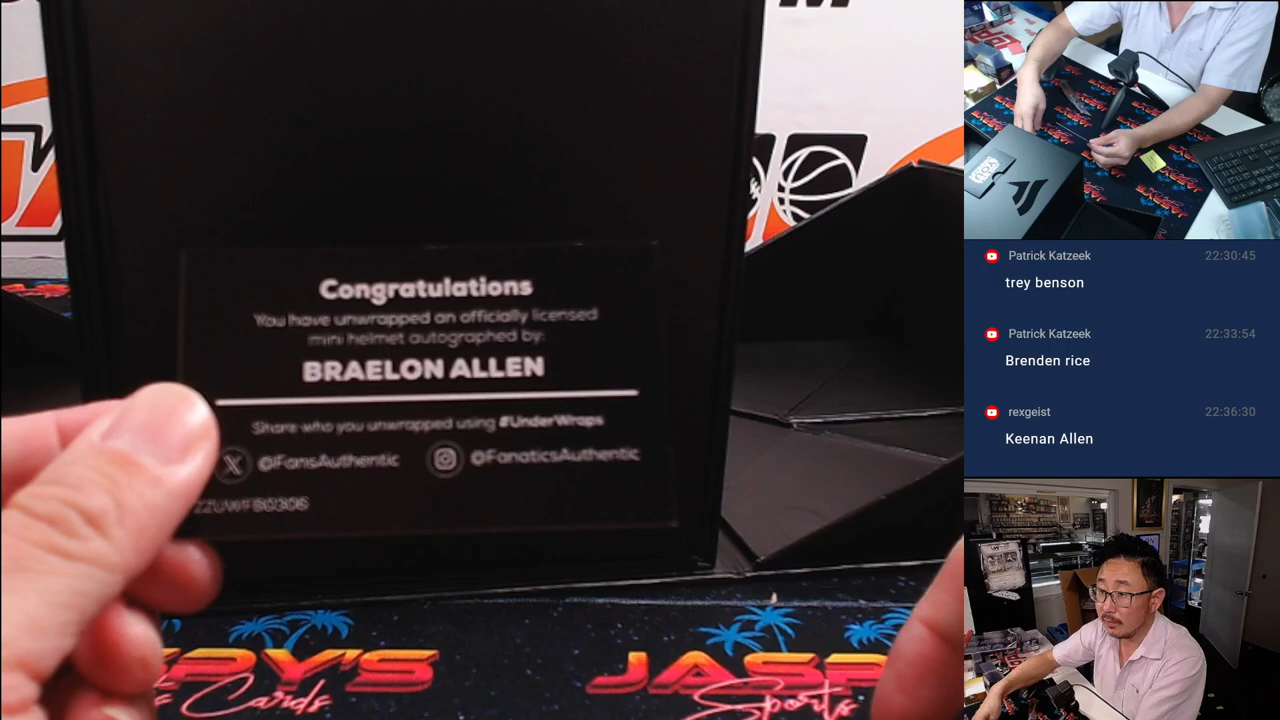 Congratulations
You have unwrapped an officially licensed
mini helmet autographed by:
BRAELON ALLEN
Share who you unwrapped using #UnderWraps
@FansAuthentic
@FanaticsAuthentic
JASP
Sports
Patrick Katzeek 22:30:45
trey benson
Patrick Katzeek 22:33:54
Brenden rice
rexgeist 22:36:30
Keenan Allen